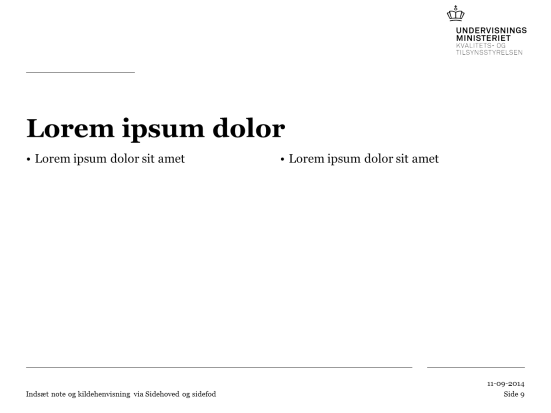 UNDERVISNINGS
MINISTERIET
KVALITETS- OG
TILSYNSSTYRELSEN
Lorem ipsum dolor
• Lorem ipsum dolor sit amet
• Lorem ipsum dolor sit amet
11-09-2014
Indsæt note og kildehenvisning via Sidehoved og sidefod
Side 9